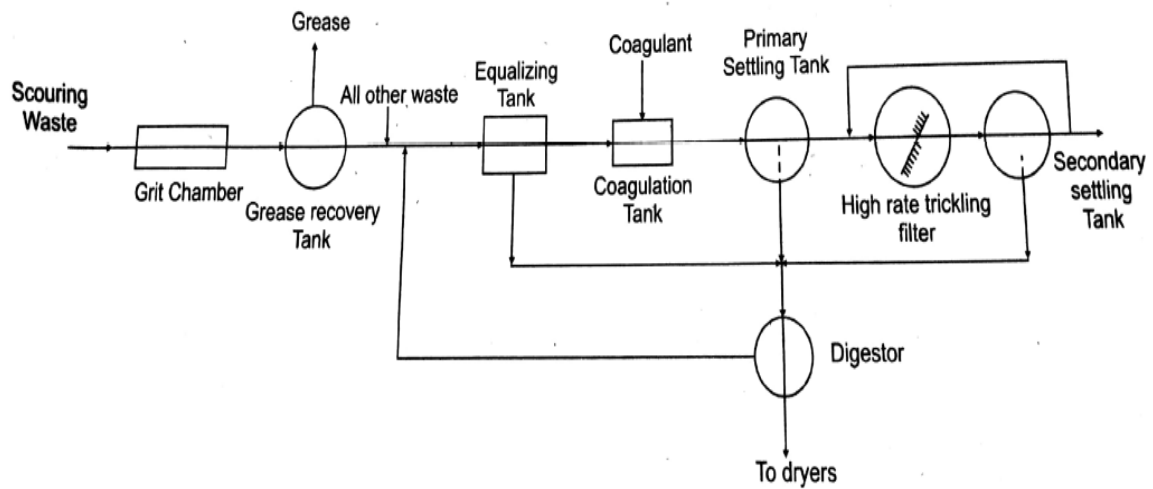 Grease
Scouring
Waste
Grit Chamber
Grease recovery
Tank
All other waste
Equalizing
Tank
Coagulant
Coagulation
Tank
Primary
Settling Tank
High rate trickling
filter
Secondary
settling
Tank
Digestor
To dryers